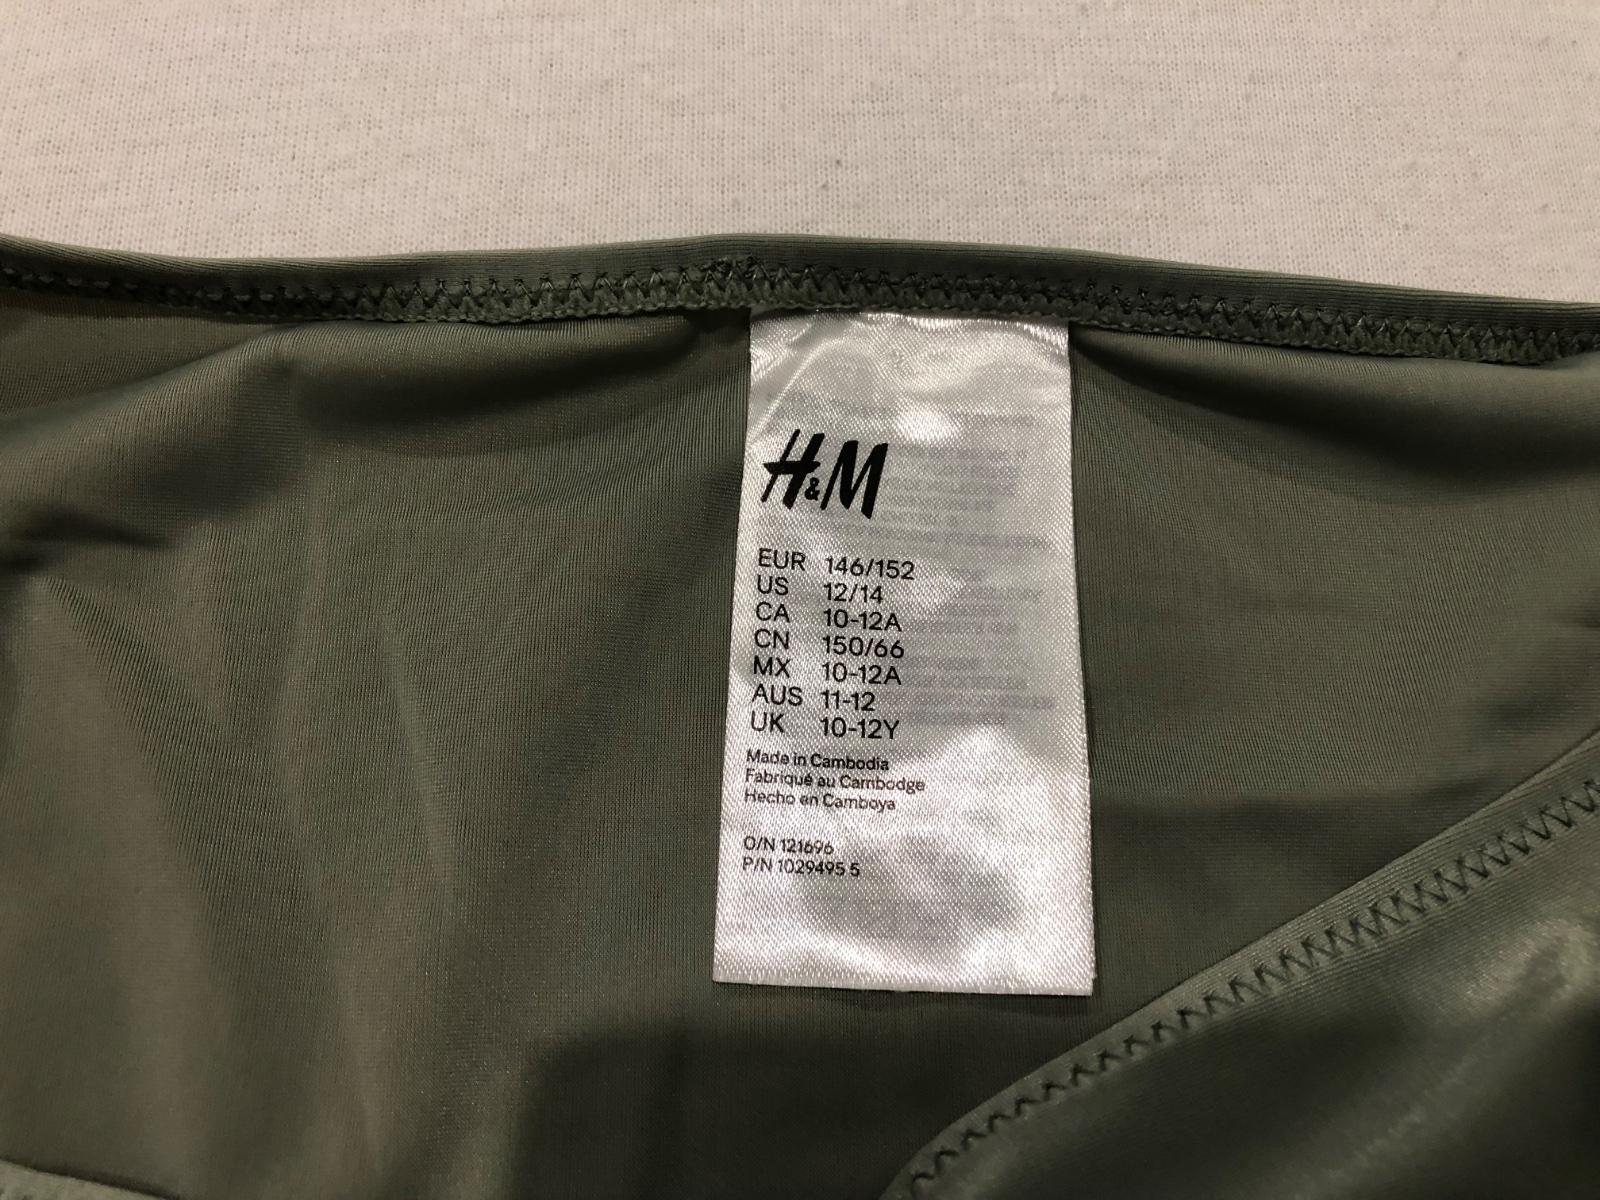 H&M
EUR 146/152
US 12/14
CA 10-12A
CN 150/66
MX 10-12A
AUS 11-12
UK 10-12Y
Made in Cambodia
Fabriqué au Cambodge
Hecho en Camboya
O/N 121696
P/N 1029495 5